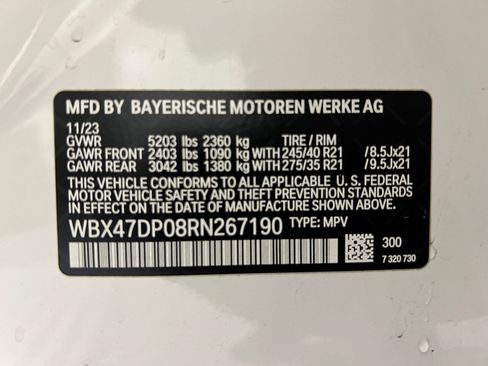 MFD BY BAYERISCHE MOTOREN WERKE AG
11/23
GVWR 5203 lbs 2360 kg TIRE / RIM
GAWR FRONT 2403 lbs 1090 kg WITH 245/40 R21 /8.5Jx21
GAWR REAR 3042 lbs 1380 kg WITH 275/35 R21 /9.5Jx21
THIS VEHICLE CONFORMS TO ALL APPLICABLE U. S. FEDERAL
MOTOR VEHICLE SAFETY AND THEFT PREVENTION STANDARDS
IN EFFECT ON THE DATE OF MANUFACTURE SHOWN ABOVE.
WBX47DP08RN267190 TYPE: MPV
300
7 320 730